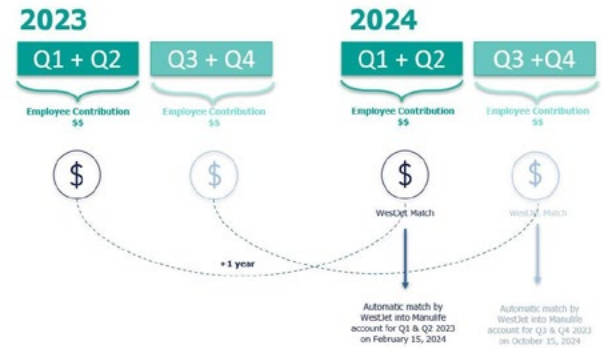 2023
2024
Q1 + Q2
Q3 + Q4
Q1 + Q2
Q3 +Q4
Employee Contribution
$$
Employee Contribution
$$
Employee Contribution
$$
Employee Contribution
$$
$
$
$
$
WestJet Match
WestJet Match
+1 year
Automatic match by
WestJet into Manulife
account for Q1 & Q2 2023
on February 15, 2024
Automatic match by
WestJet into Manulife
account for Q3 & Q4 2023
on October 15, 2024